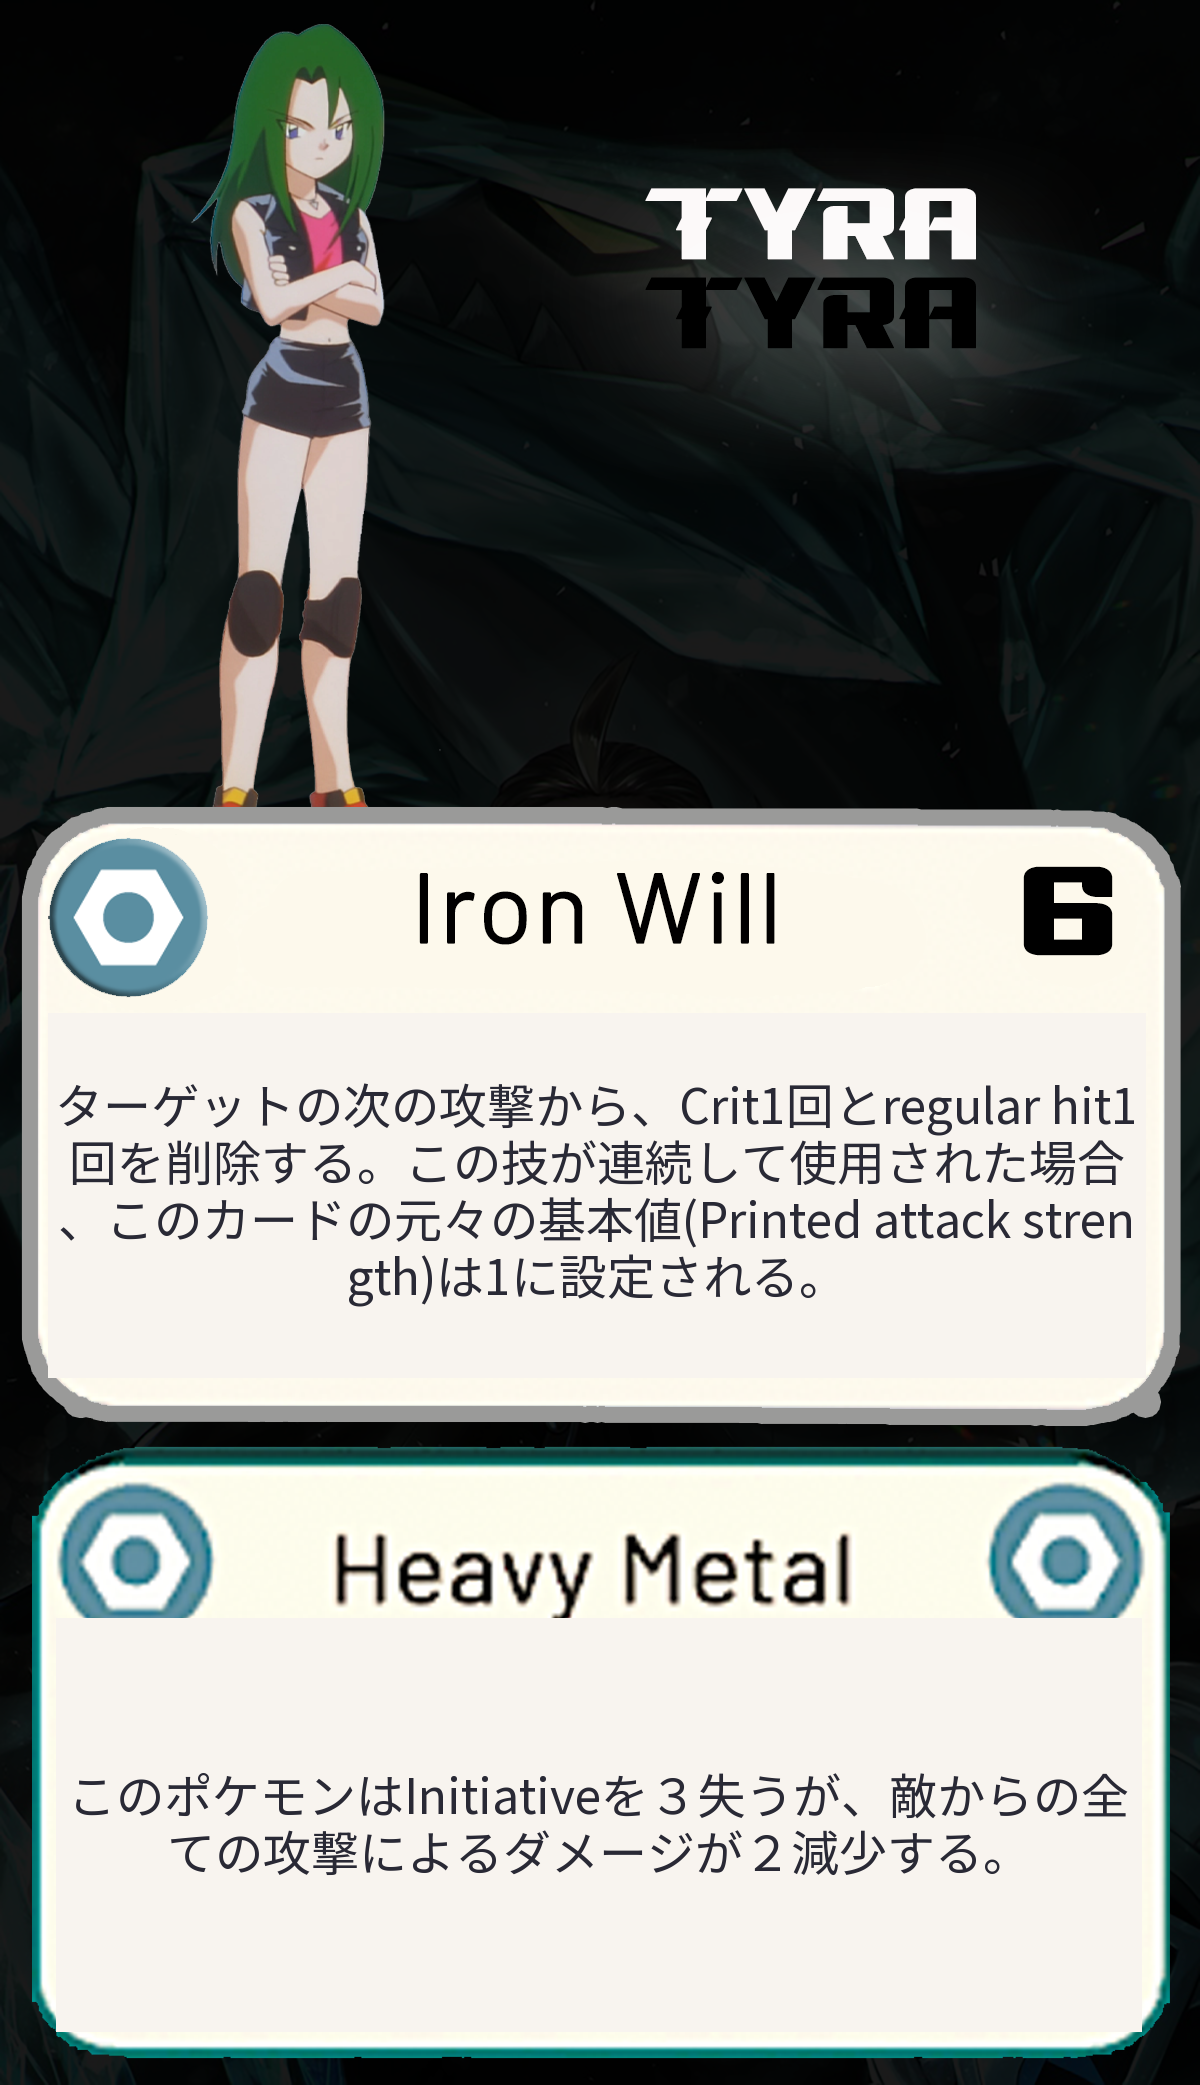 TYRA
TYRA
Iron Will
6
ターゲットの次の攻撃から、Crit1回とregular hit1
回を削除する。この技が連続して使用された場合
、このカードの元々の基本値(Printed attack stren
gth)は1に設定される。
Heavy Metal
このポケモンはInitiativeを３失うが、敵からの全
ての攻撃によるダメージが２減少する。